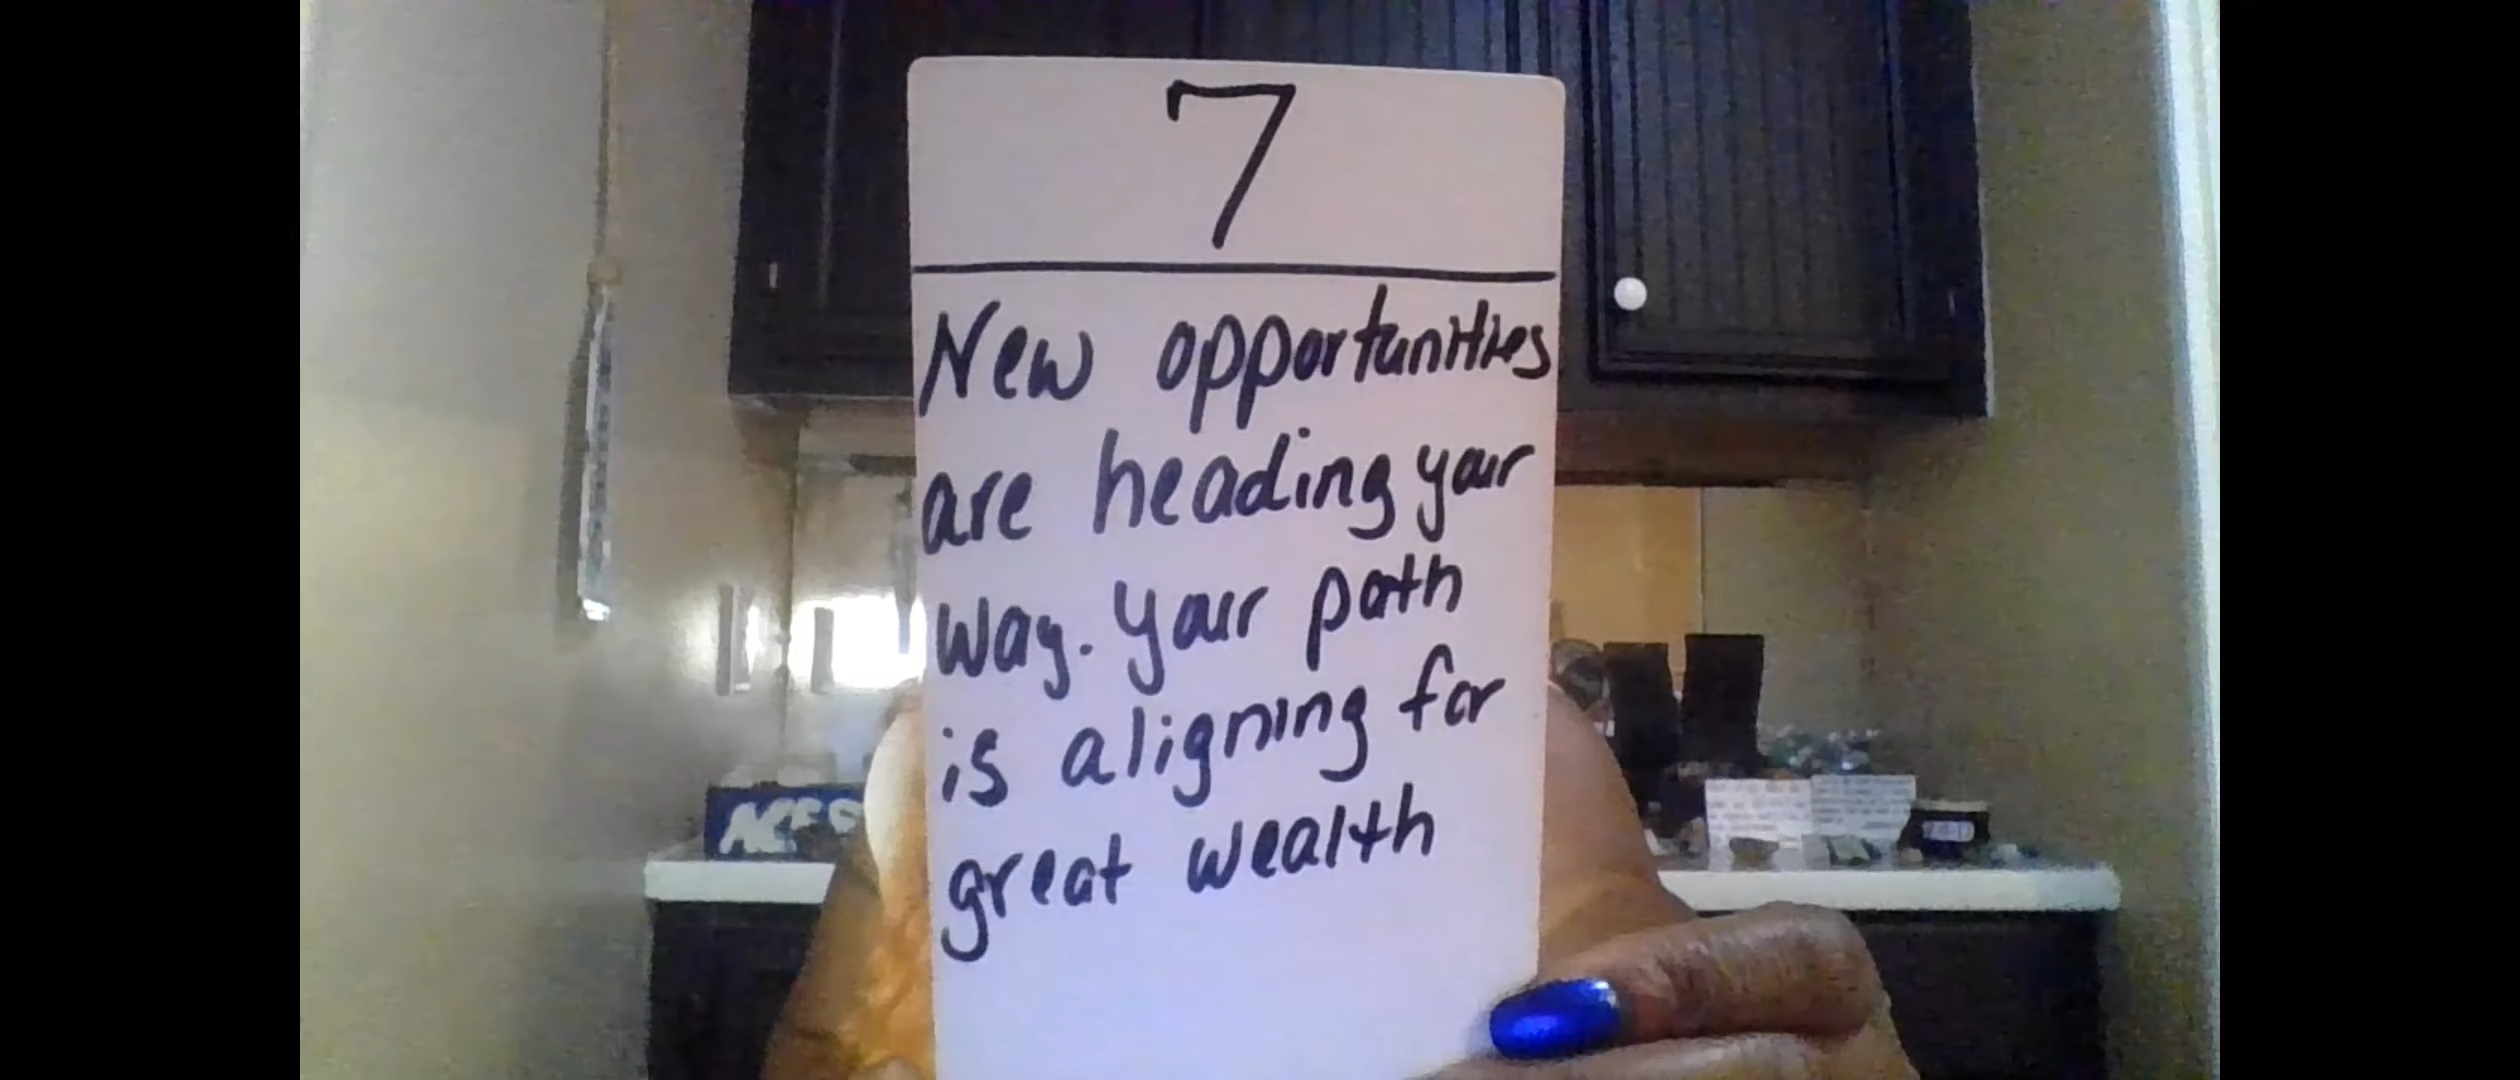 7
New opportunities
are heading your
way. Your path
is aligning for
great wealth